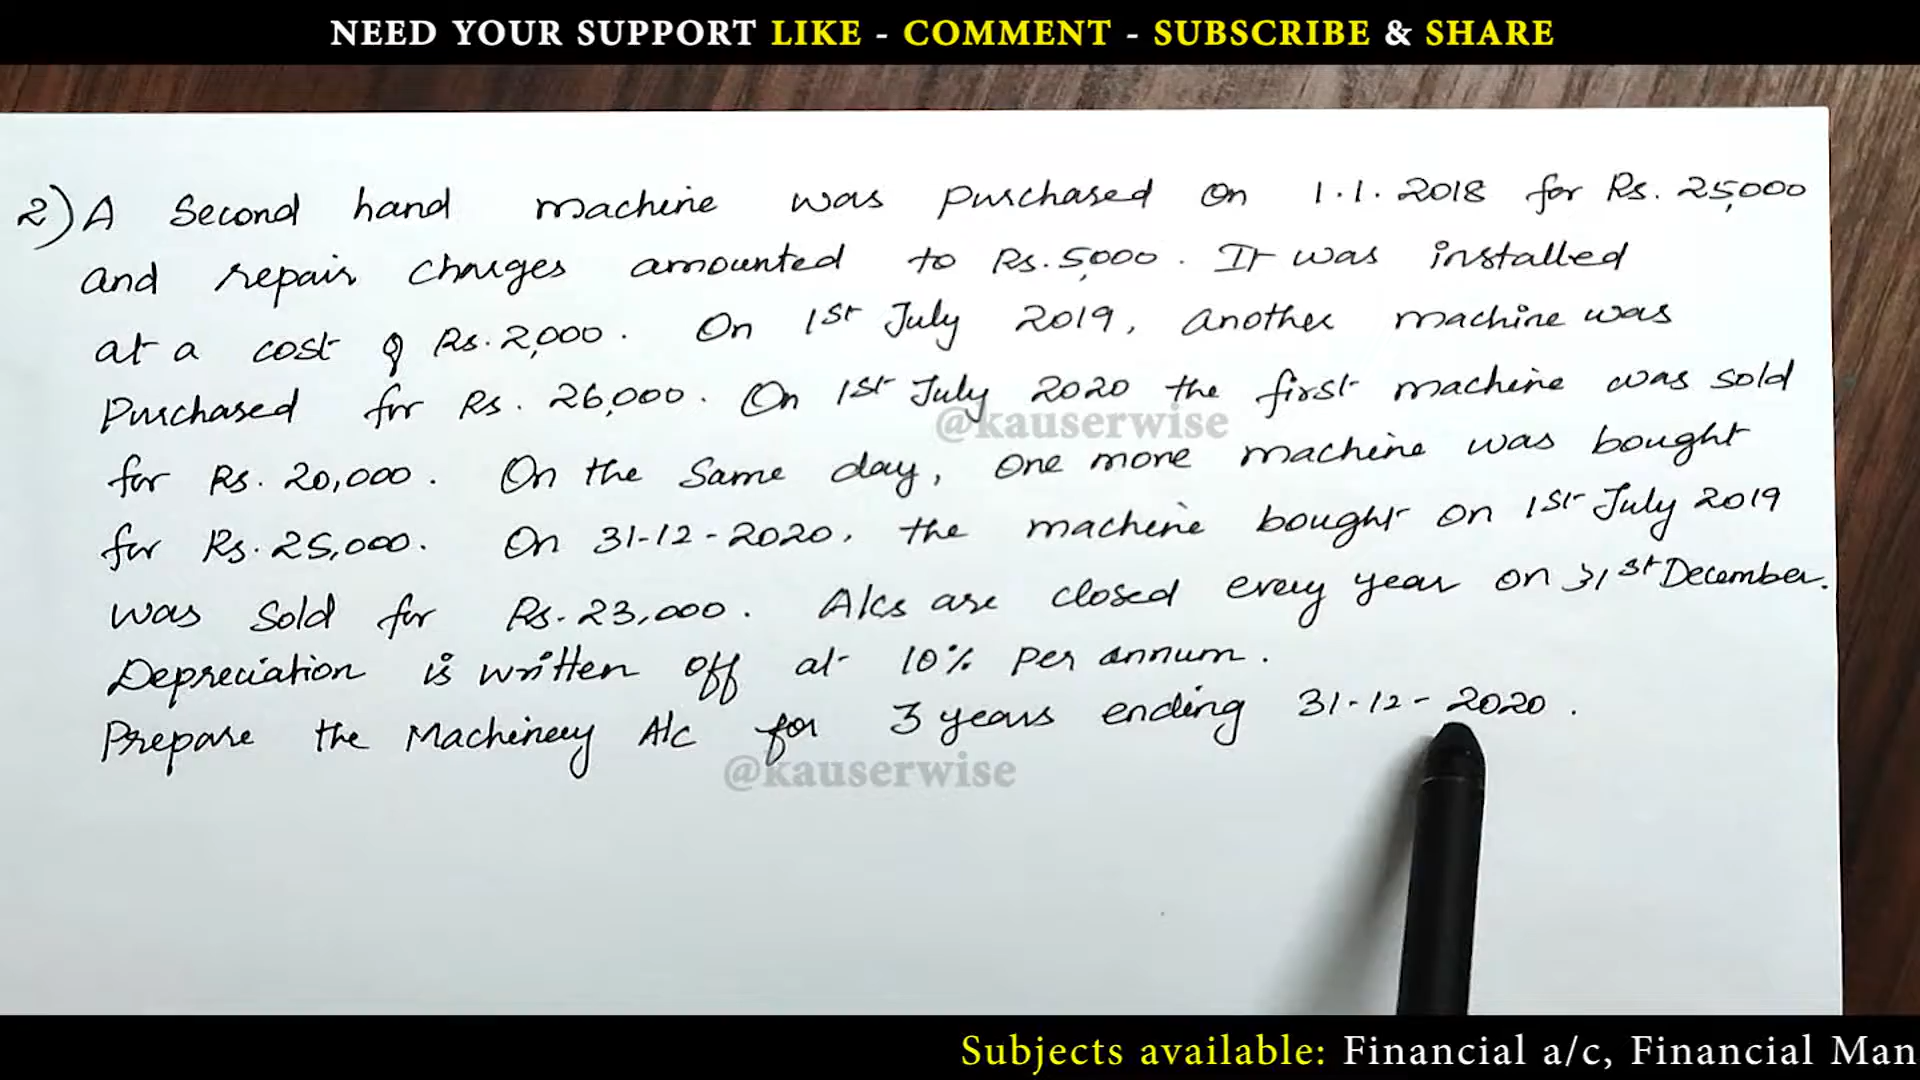 NEED YOUR SUPPORT LIKE - COMMENT - SUBSCRIBE & SHARE
2) A Second hand machine was purchased on 1.1.2018 for Rs. 25,000
and repair charges amounted to Rs. 5,000. It was installed
at a cost of Rs. 2,000. On 1st July 2019, another machine was
Purchased for Rs. 26,000. On 1st July 2020 the first machine was sold
@kauserwise
for Rs. 20,000. On the same day, one more machine was bought
for Rs. 25,000. On 31-12-2020, the machine bought on 1st July 2019
was sold for Rs. 23,000. A/cs are closed every year on 31st December.
Depreciation is written off at 10% per annum.
Prepare the Machinery A/c for 3 years ending 31-12-2020.
@kauserwise
Subjects available: Financial a/c, Financial Man